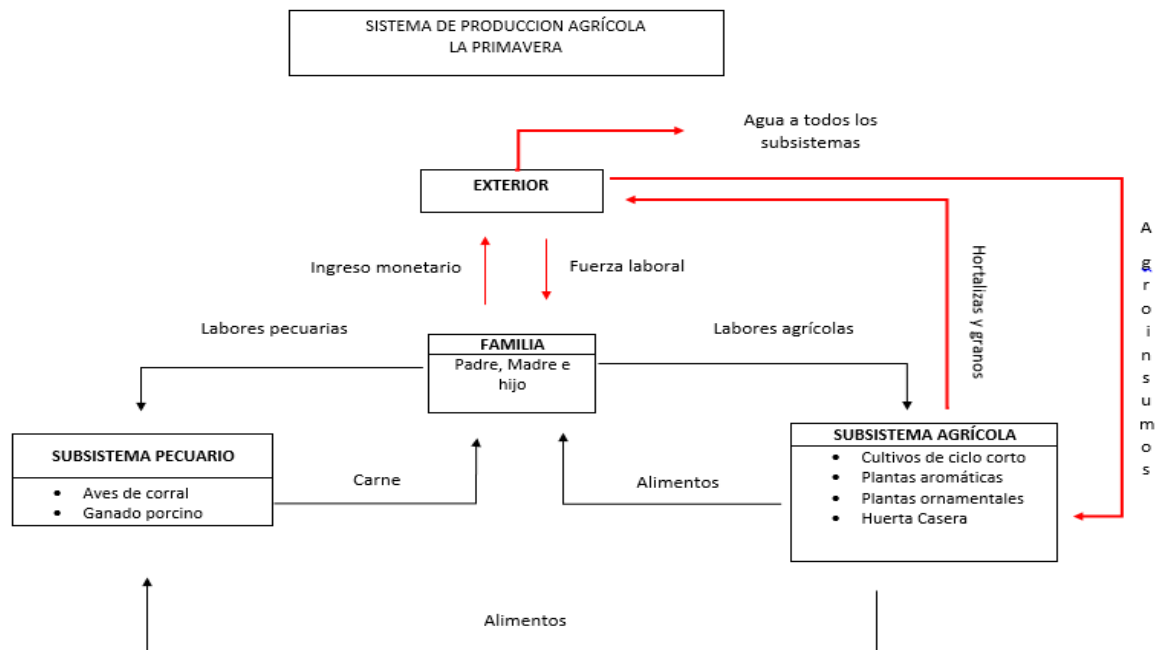 SISTEMA DE PRODUCCION AGRÍCOLA
LA PRIMAVERA
Agua a todos los
subsistemas
EXTERIOR
Ingreso monetario
Fuerza laboral
Hortalizas y granos
Agroinsumos
Labores pecuarias
Labores agrícolas
FAMILIA
Padre, Madre e
hijo
SUBSISTEMA PECUARIO
• Aves de corral
• Ganado porcino
Carne
Alimentos
SUBSISTEMA AGRÍCOLA
• Cultivos de ciclo corto
• Plantas aromáticas
• Plantas ornamentales
• Huerta Casera
Alimentos